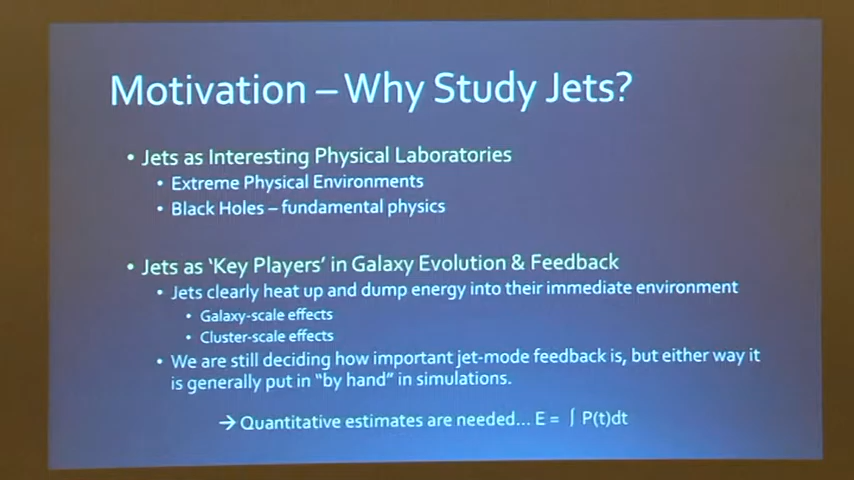 Motivation – Why Study Jets?
• Jets as Interesting Physical Laboratories
• Extreme Physical Environments
• Black Holes – fundamental physics
• Jets as ‘Key Players’ in Galaxy Evolution & Feedback
• Jets clearly heat up and dump energy into their immediate environment
• Galaxy-scale effects
• Cluster-scale effects
• We are still deciding how important jet-mode feedback is, but either way it
is generally put in “by hand” in simulations.
→ Quantitative estimates are needed... E = ∫ P(t)dt